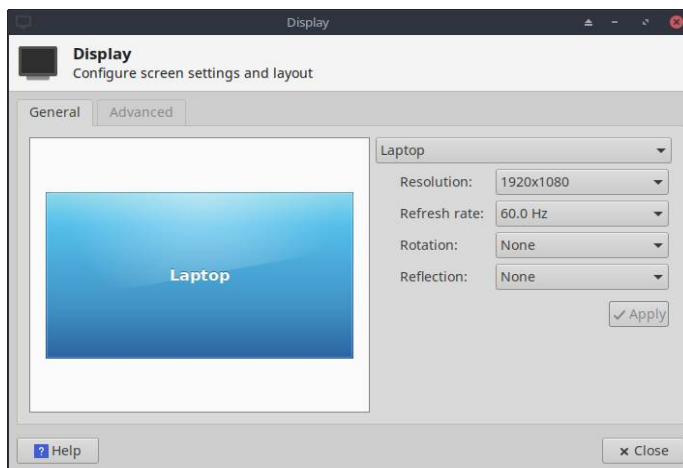 Display
Display
Configure screen settings and layout
General Advanced
Laptop
Laptop
Resolution: 1920x1080
Refresh rate: 60.0 Hz
Rotation: None
Reflection: None
Apply
? Help
Close